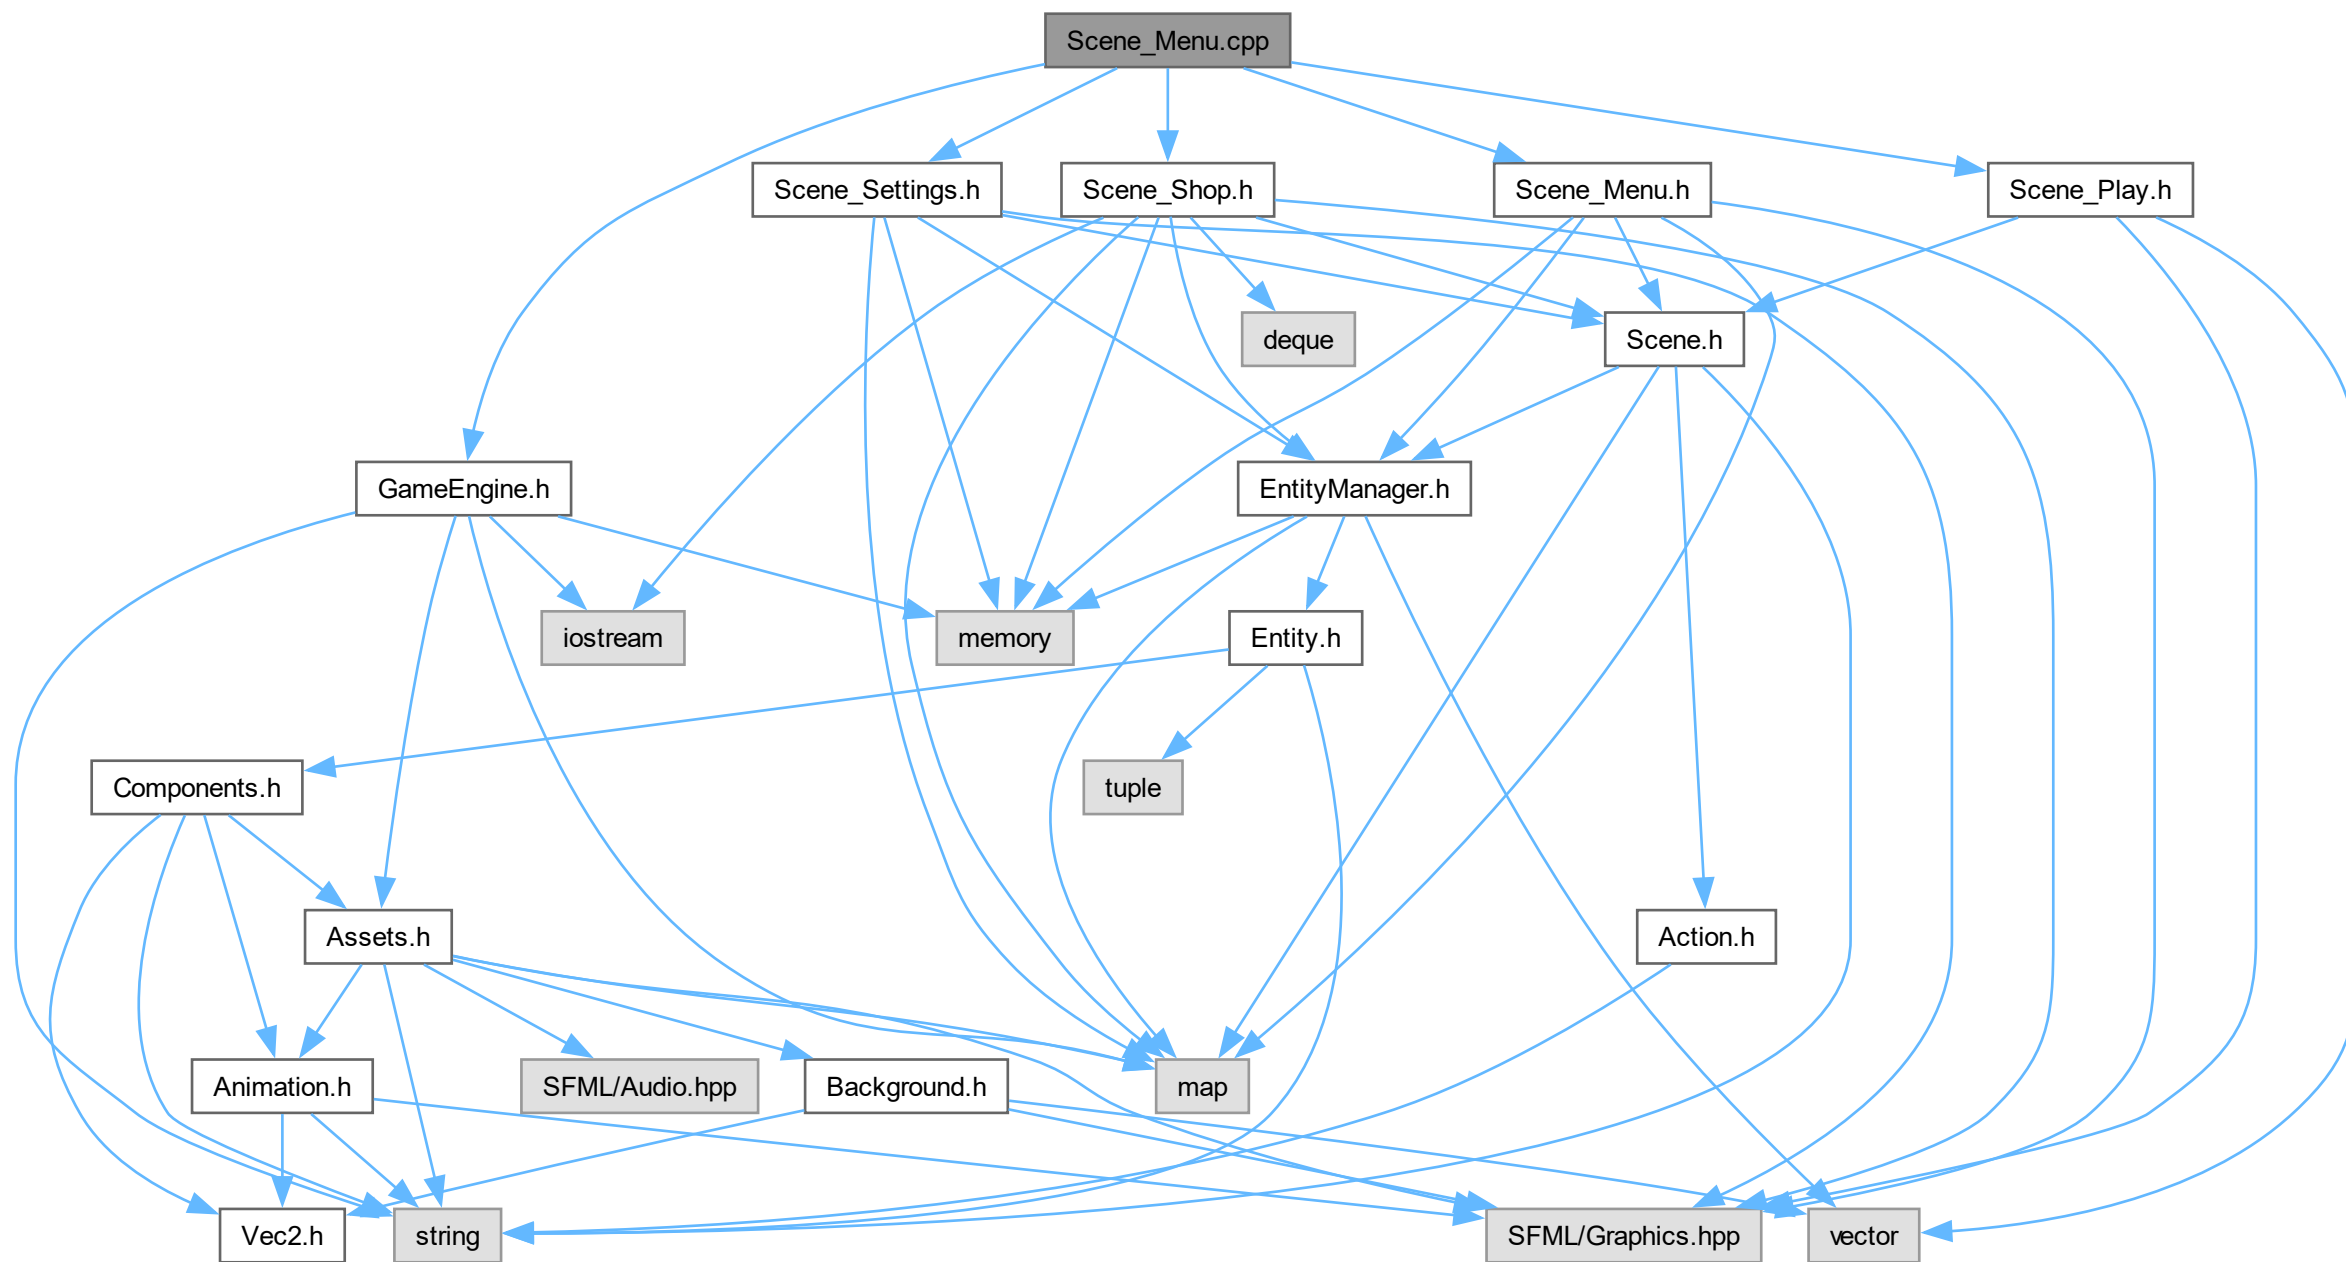 Scene_Menu.cpp
Scene_Settings.h
Scene_Shop.h
Scene_Menu.h
Scene_Play.h
deque
Scene.h
GameEngine.h
EntityManager.h
iostream
memory
Entity.h
Components.h
tuple
Assets.h
Action.h
Animation.h
SFML/Audio.hpp
Background.h
map
Vec2.h
string
SFML/Graphics.hpp
vector